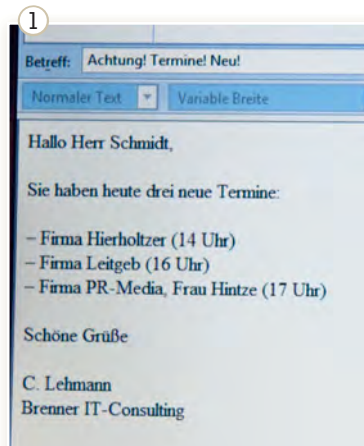 1
Betreff: Achtung! Termine! Neu!
Normaler Text Variable Breite
Hallo Herr Schmidt,
Sie haben heute drei neue Termine:
– Firma Hierholtzer (14 Uhr)
– Firma Leitgeb (16 Uhr)
– Firma PR-Media, Frau Hintze (17 Uhr)
Schöne Grüße
C. Lehmann
Brenner IT-Consulting